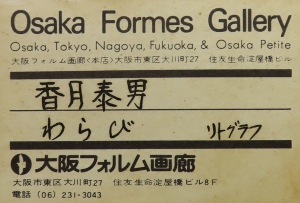 Osaka Formes Gallery
Osaka, Tokyo, Nagoya, Fukuoka, & Osaka Petite
大阪フォルム画廊〈本店〉大阪市東区大川町27 住友生命淀屋橋ビル
香月泰男
わらび リトグラフ
大阪フォルム画廊
大阪市東区大川町27 住友生命淀屋橋ビル8F
電話 (06) 231-3043